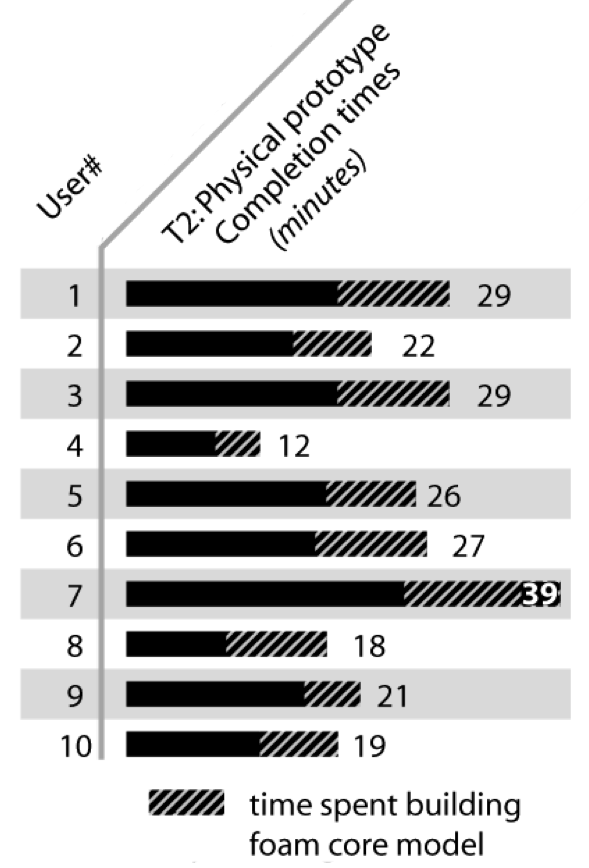 User#
T2: Physical prototype
Completion times
(minutes)
1 29
2 22
3 29
4 12
5 26
6 27
7 39
8 18
9 21
10 19
time spent building
foam core model